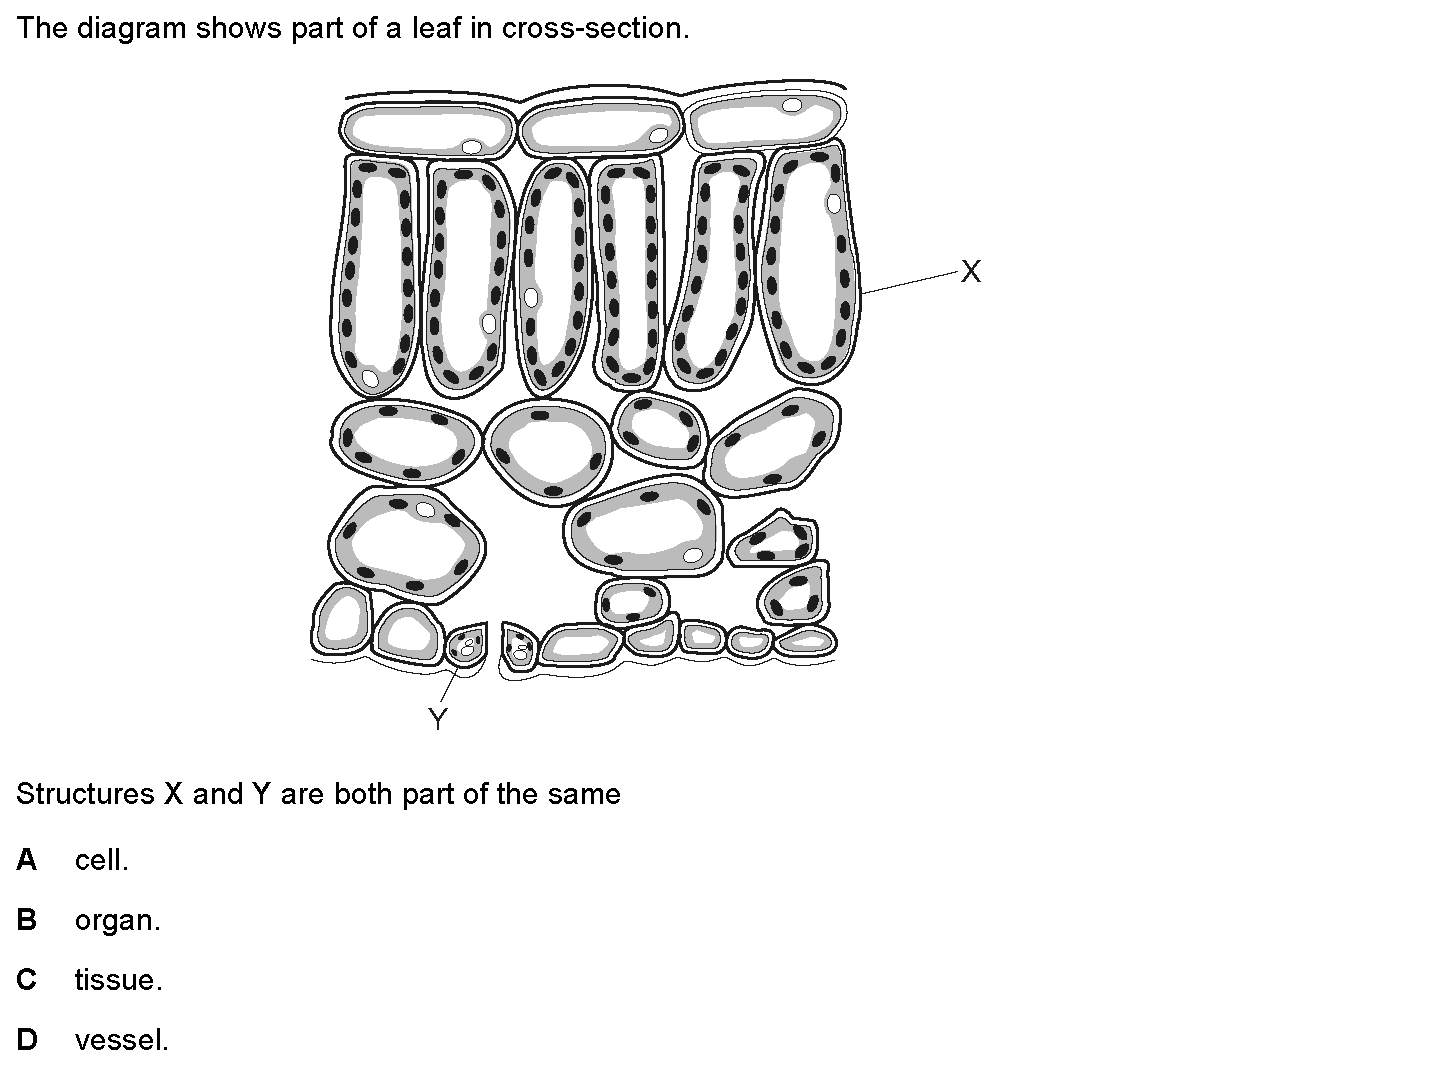 The diagram shows part of a leaf in cross-section.
X
Y
Structures X and Y are both part of the same
A cell.
B organ.
C tissue.
D vessel.